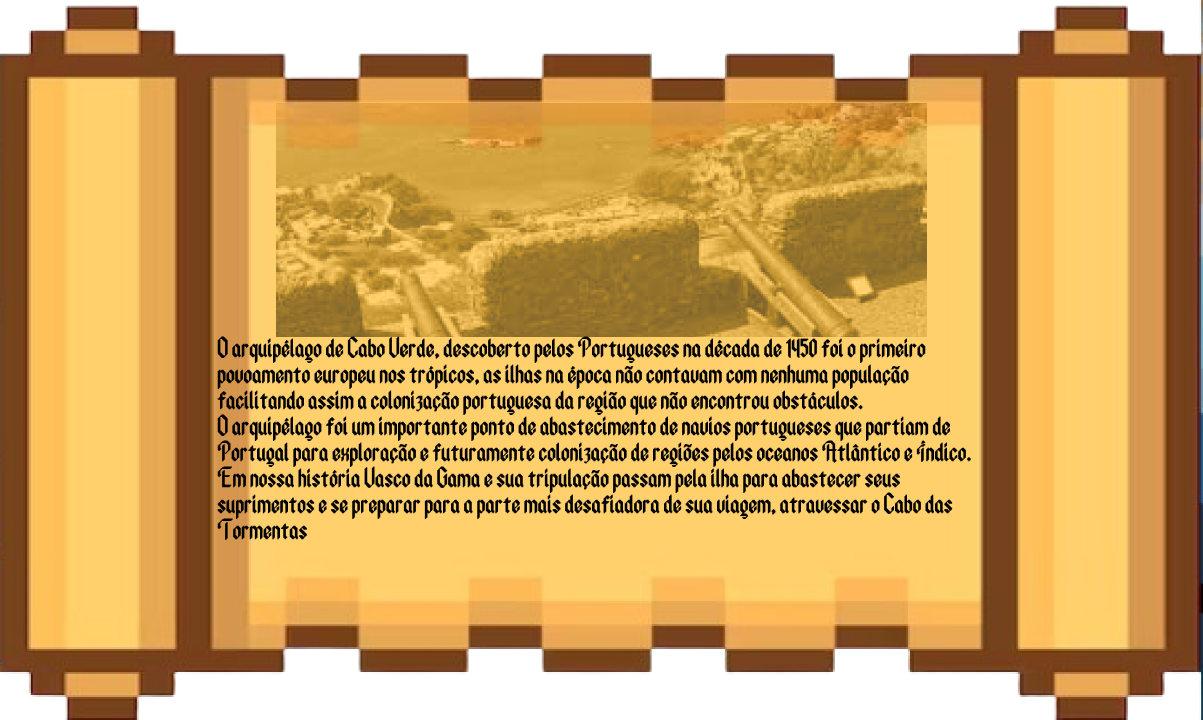 O arquipélago de Cabo Verde, descoberto pelos Portugueses na década de 1450 foi o primeiro
povoamento europeu nos trópicos, as ilhas na época não contavam com nenhuma população
facilitando assim a colonização portuguesa da região que não encontrou obstáculos.
O arquipélago foi um importante ponto de abastecimento de navios portugueses que partiam de
Portugal para exploração e futuramente colonização de regiões pelos oceanos Atlântico e Índico.
Em nossa história Vasco da Gama e sua tripulação passam pela ilha para abastecer seus
suprimentos e se preparar para a parte mais desafiadora de sua viagem, atravessar o Cabo das
Tormentas